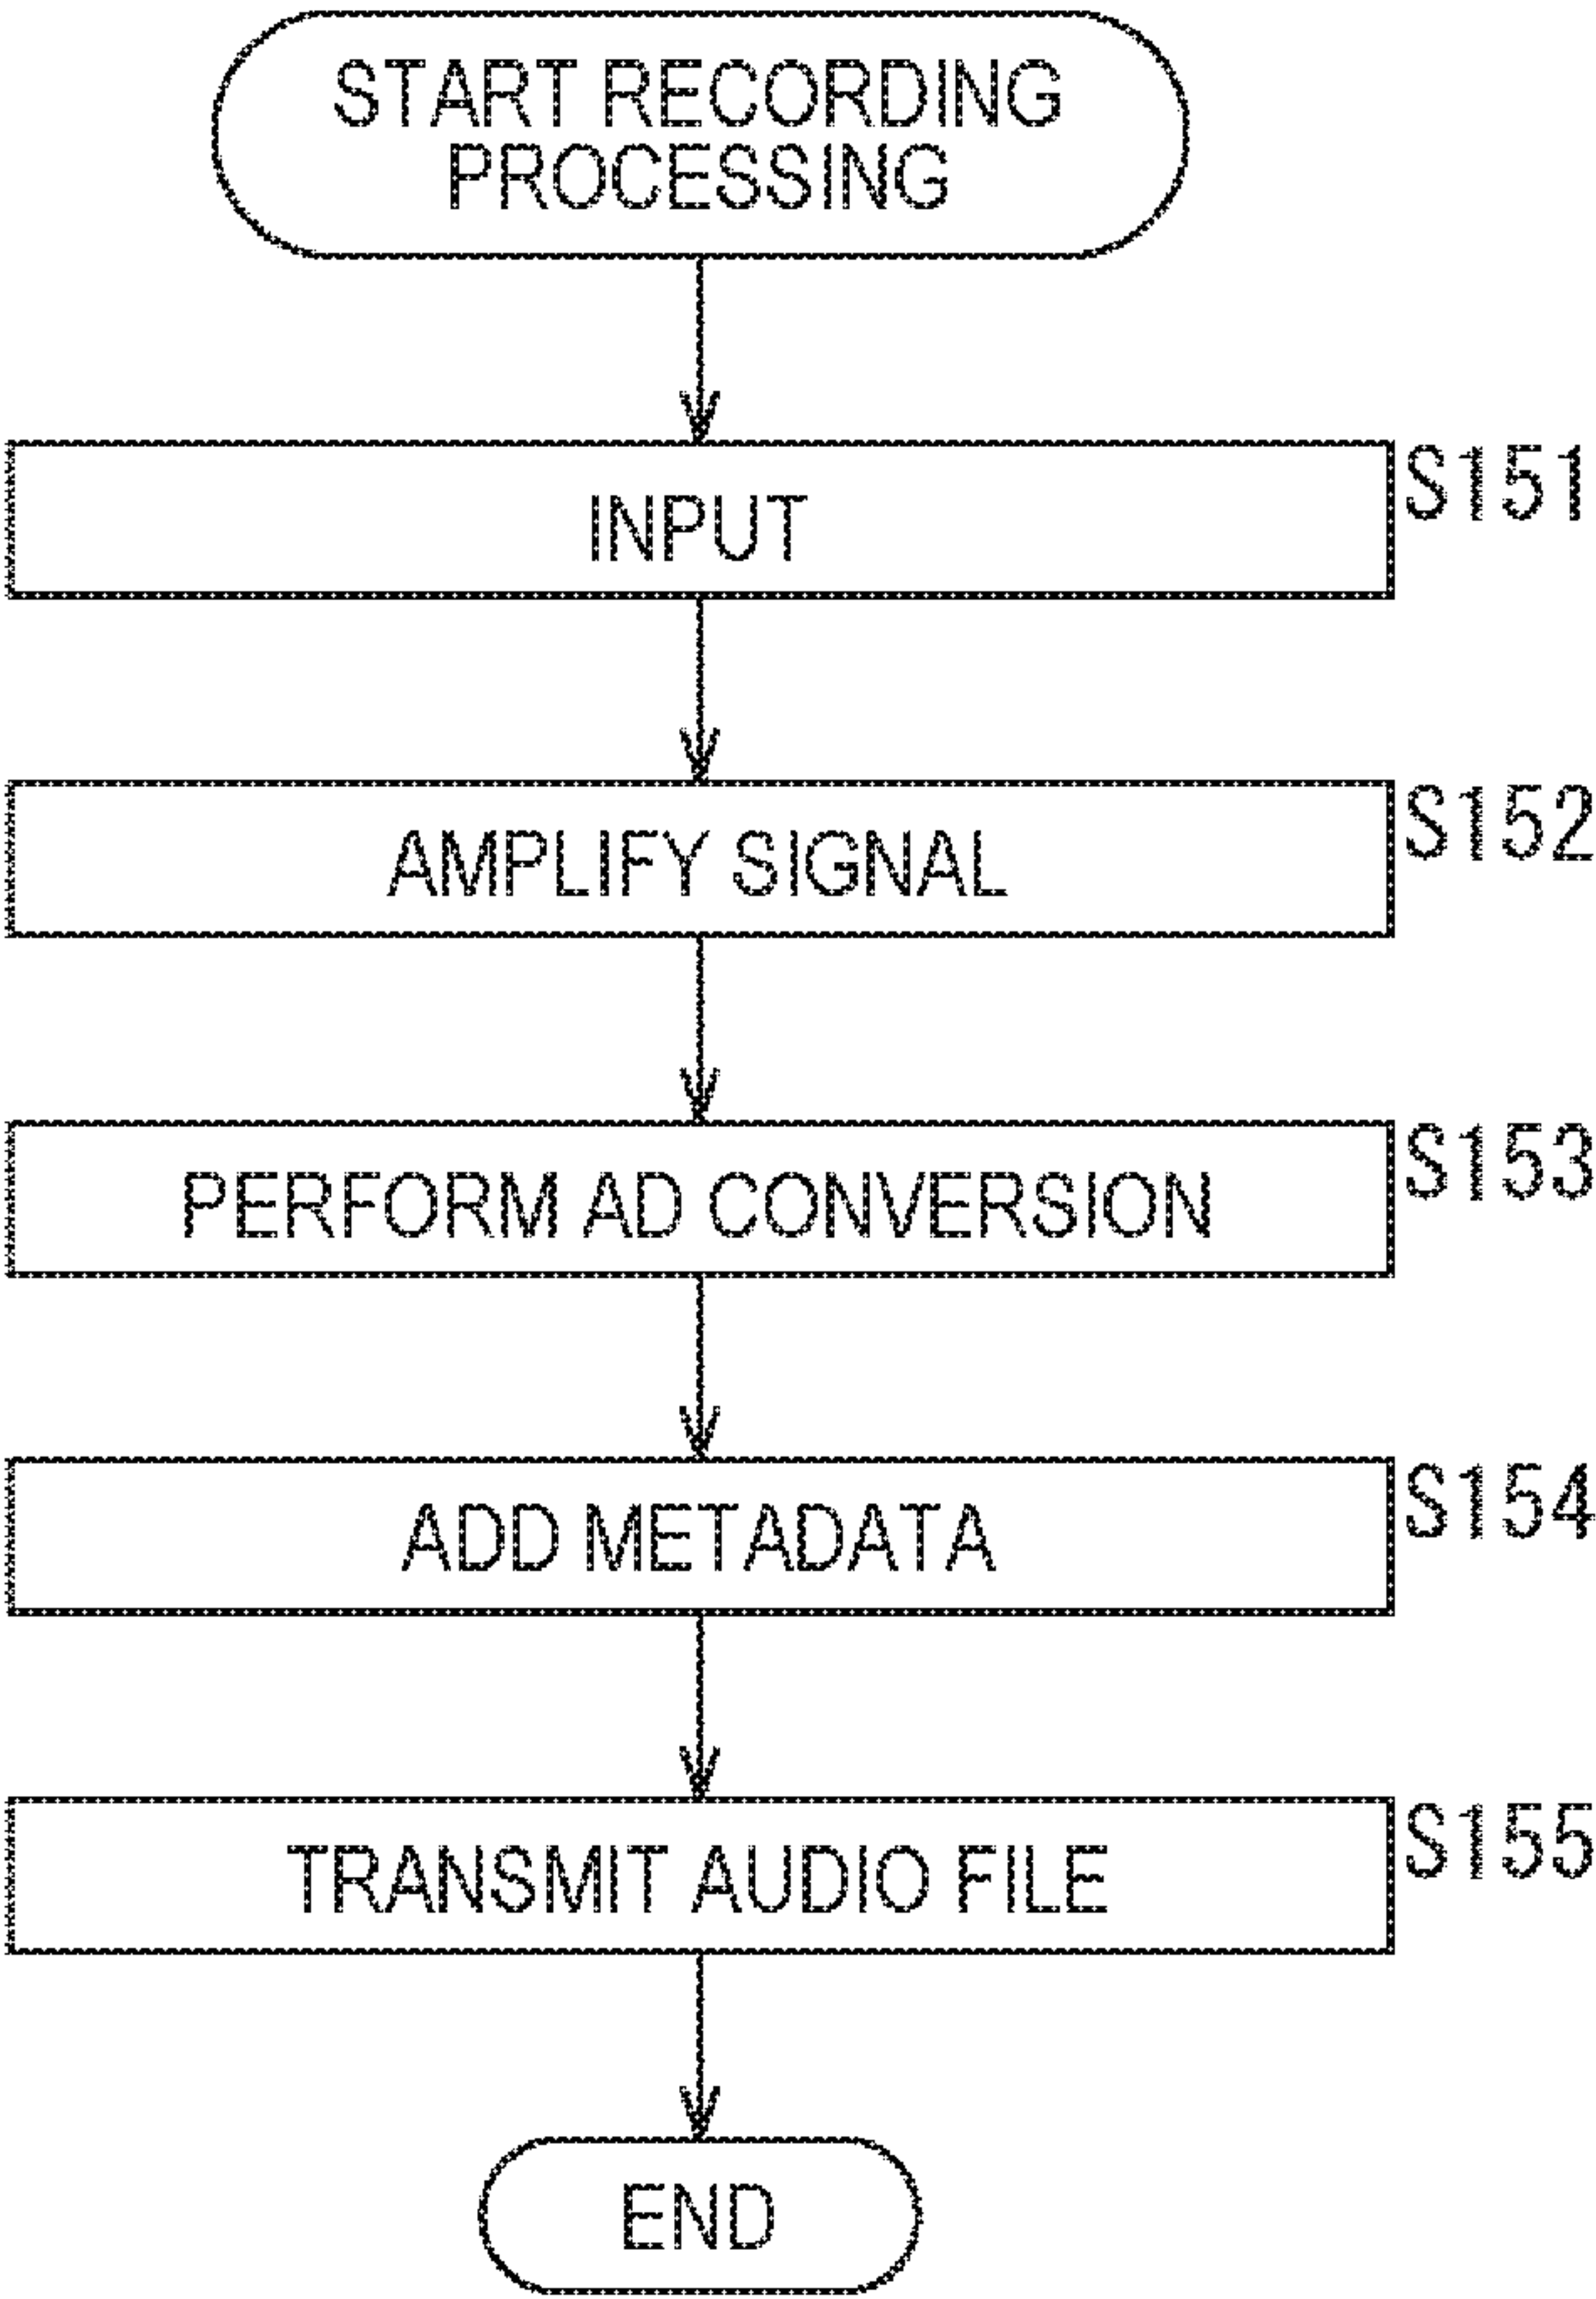 START RECORDING
PROCESSING
INPUT
S151
AMPLIFY SIGNAL
S152
PERFORM AD CONVERSION
S153
ADD METADATA
S154
TRANSMIT AUDIO FILE
S155
END